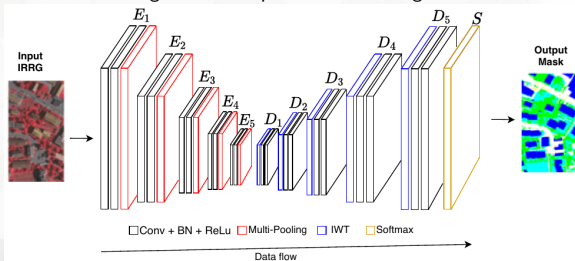 Input
IRRG
E1
E2
E3
E4
E5
D1
D2
D3
D4
D5
S
Output
Mask
Conv + BN + ReLu
Multi-Pooling
IWT
Softmax
Data flow